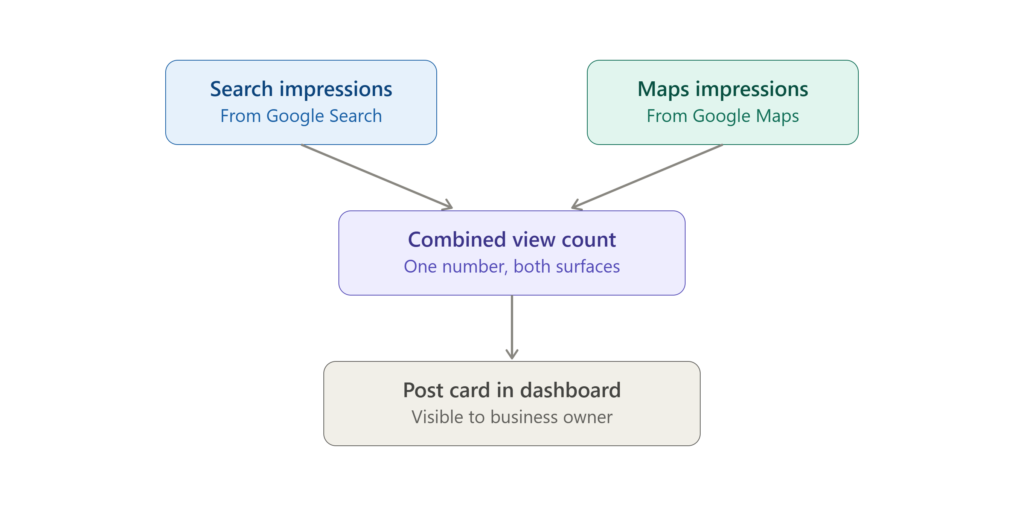 Search impressions
From Google Search
Maps impressions
From Google Maps
Combined view count
One number, both surfaces
Post card in dashboard
Visible to business owner